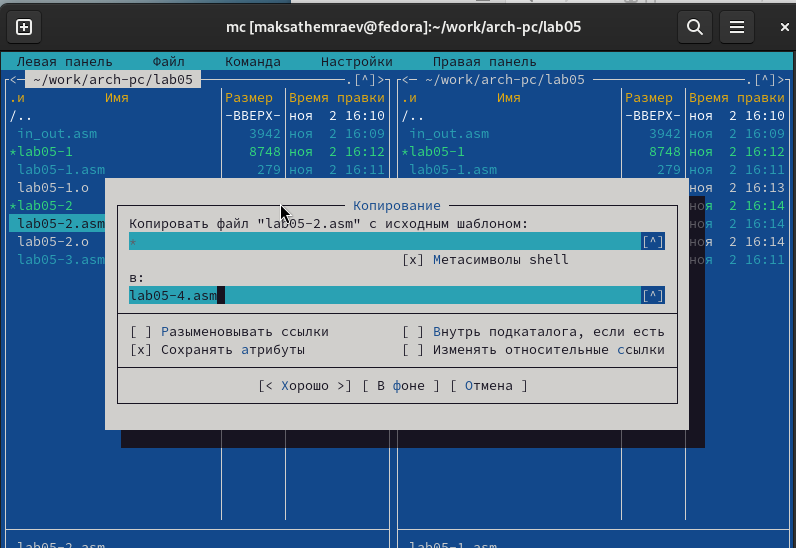 mc [maksathemraev@fedora]:~/work/arch-pc/lab05
Левая панель Файл Команда Настройки Правая панель
<— ~/work/arch-pc/lab05 .[^]> <— ~/work/arch-pc/lab05 .[^]>
.и Имя Размер Время правки .и Имя Размер Время правки
/.. -ВВЕРХ- ноя 2 16:10 /.. -ВВЕРХ- ноя 2 16:10
in_out.asm 3942 ноя 2 16:09 in_out.asm 3942 ноя 2 16:09
*lab05-1 8748 ноя 2 16:12 *lab05-1 8748 ноя 2 16:12
lab05-1.asm 279 ноя 2 16:11 lab05-1.asm 279 ноя 2 16:11
lab05-1.o ноя 2 16:13
*lab05-2 Копирование ноя 2 16:14
lab05-2.asm Копировать файл "lab05-2.asm" с исходным шаблоном: ноя 2 16:14
lab05-2.o * [^] ноя 2 16:14
lab05-3.asm [x] Метасимволы shell ноя 2 16:11
в:
lab05-4.asm [^]
[ ] Разыменовывать ссылки [ ] Внутрь подкаталога, если есть
[x] Сохранять атрибуты [ ] Изменять относительные ссылки
[< Хорошо >] [ В фоне ] [ Отмена ]
lab05-2.asm lab05-1.asm